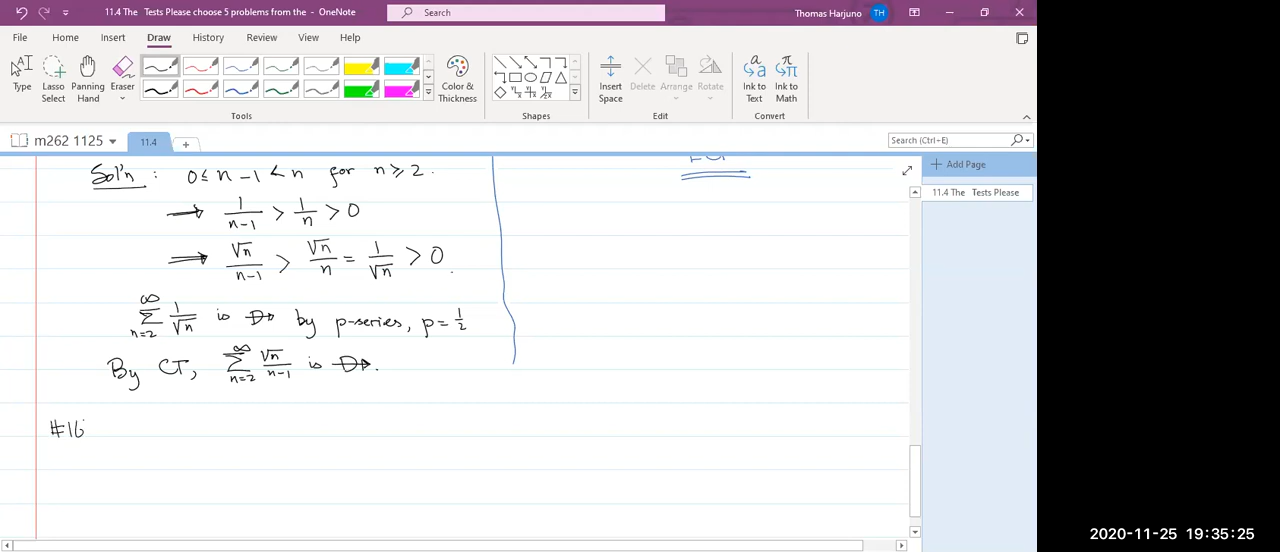 11.4 The Tests Please choose 5 problems from the - OneNote
Search
Thomas Harjuno
TH
File Home Insert Draw History Review View Help
Type
Lasso Select
Panning Hand
Eraser
Color & Thickness
Insert Space
Delete
Arrange
Rotate
Ink to Text
Ink to Math
Tools
Shapes
Edit
Convert
m262 1125
11.4
Search (Ctrl+E)
Add Page
11.4 The Tests Please
Sol'n : 0 ≤ n-1 < n for n ≥ 2.
⟹ 1/(n-1) > 1/n > 0
⟹ √n/(n-1) > √n/n = 1/√n > 0.
∞ Σ n=2 1/√n is D by p-series, p = 1/2
By CT, ∞ Σ n=2 √n/(n-1) is D.
#16
2020-11-25 19:35:25